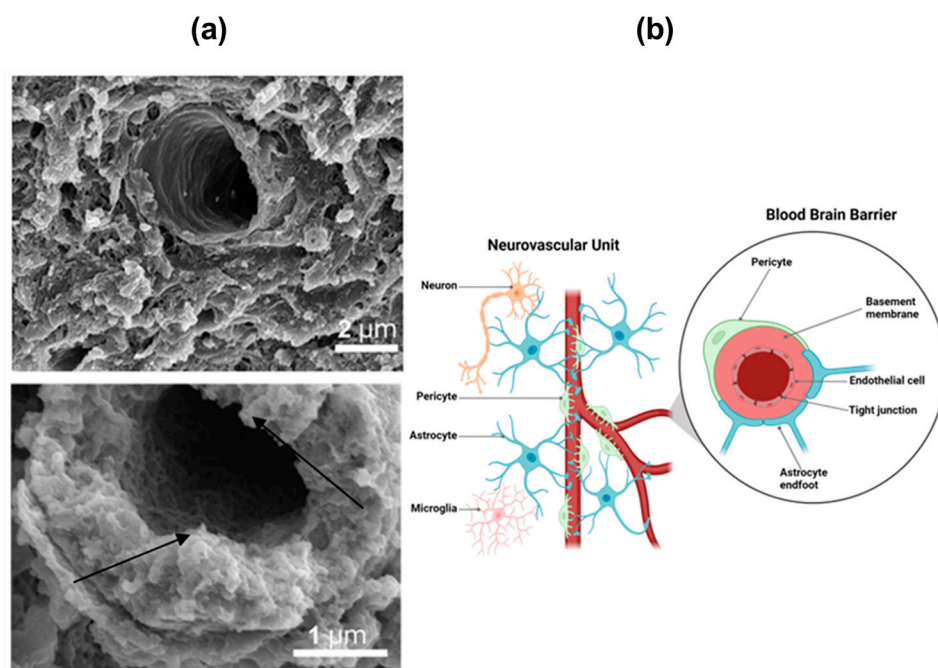 (a)
(b)
2 μm
1 μm
Neurovascular Unit
Neuron
Pericyte
Astrocyte
Microglia
Blood Brain Barrier
Pericyte
Basement
membrane
Endothelial cell
Tight junction
Astrocyte
endfoot